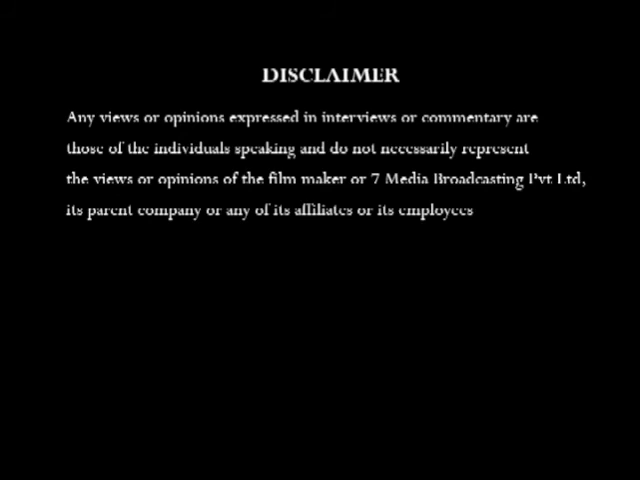 DISCLAIMER
Any views or opinions expressed in interviews or commentary are
those of the individuals speaking and do not necessarily represent
the views or opinions of the film maker or 7 Media Broadcasting Pvt Ltd,
its parent company or any of its affiliates or its employees